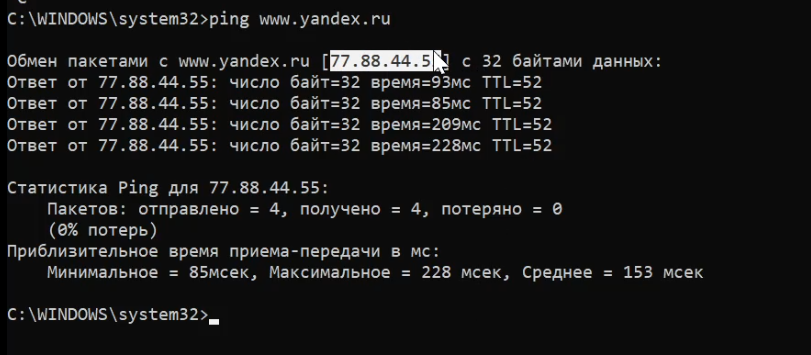 C:\WINDOWS\system32>ping www.yandex.ru
Обмен пакетами с www.yandex.ru [77.88.44.5 ] с 32 байтами данных:
Ответ от 77.88.44.55: число байт=32 время=93мс TTL=52
Ответ от 77.88.44.55: число байт=32 время=85мс TTL=52
Ответ от 77.88.44.55: число байт=32 время=209мс TTL=52
Ответ от 77.88.44.55: число байт=32 время=228мс TTL=52
Статистика Ping для 77.88.44.55:
Пакетов: отправлено = 4, получено = 4, потеряно = 0
(0% потерь)
Приблизительное время приема-передачи в мс:
Минимальное = 85мсек, Максимальное = 228 мсек, Среднее = 153 мсек
C:\WINDOWS\system32>